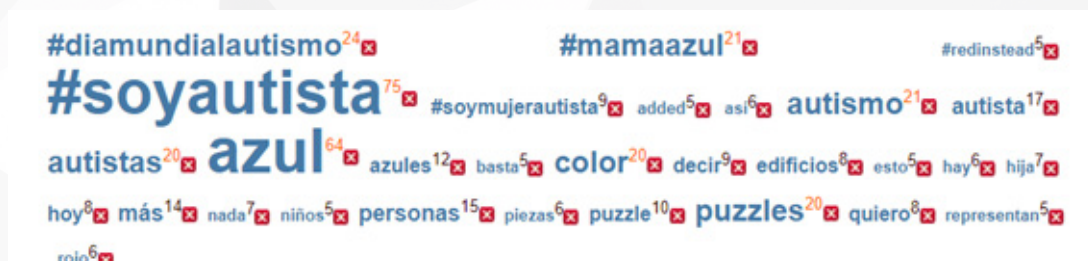 #diamundialautismo24 #mamaazul21 #redinstead5
#soyautista75 #soymujerautista9 added5 asi6 autismo21 autista17
autistas20 azul64 azules12 basta5 color20 decir9 edificios8 esto5 hay6 hija7
hoy8 más14 nada7 niños5 personas15 piezas6 puzzle10 puzzles20 quiero8 representan5
rojo6